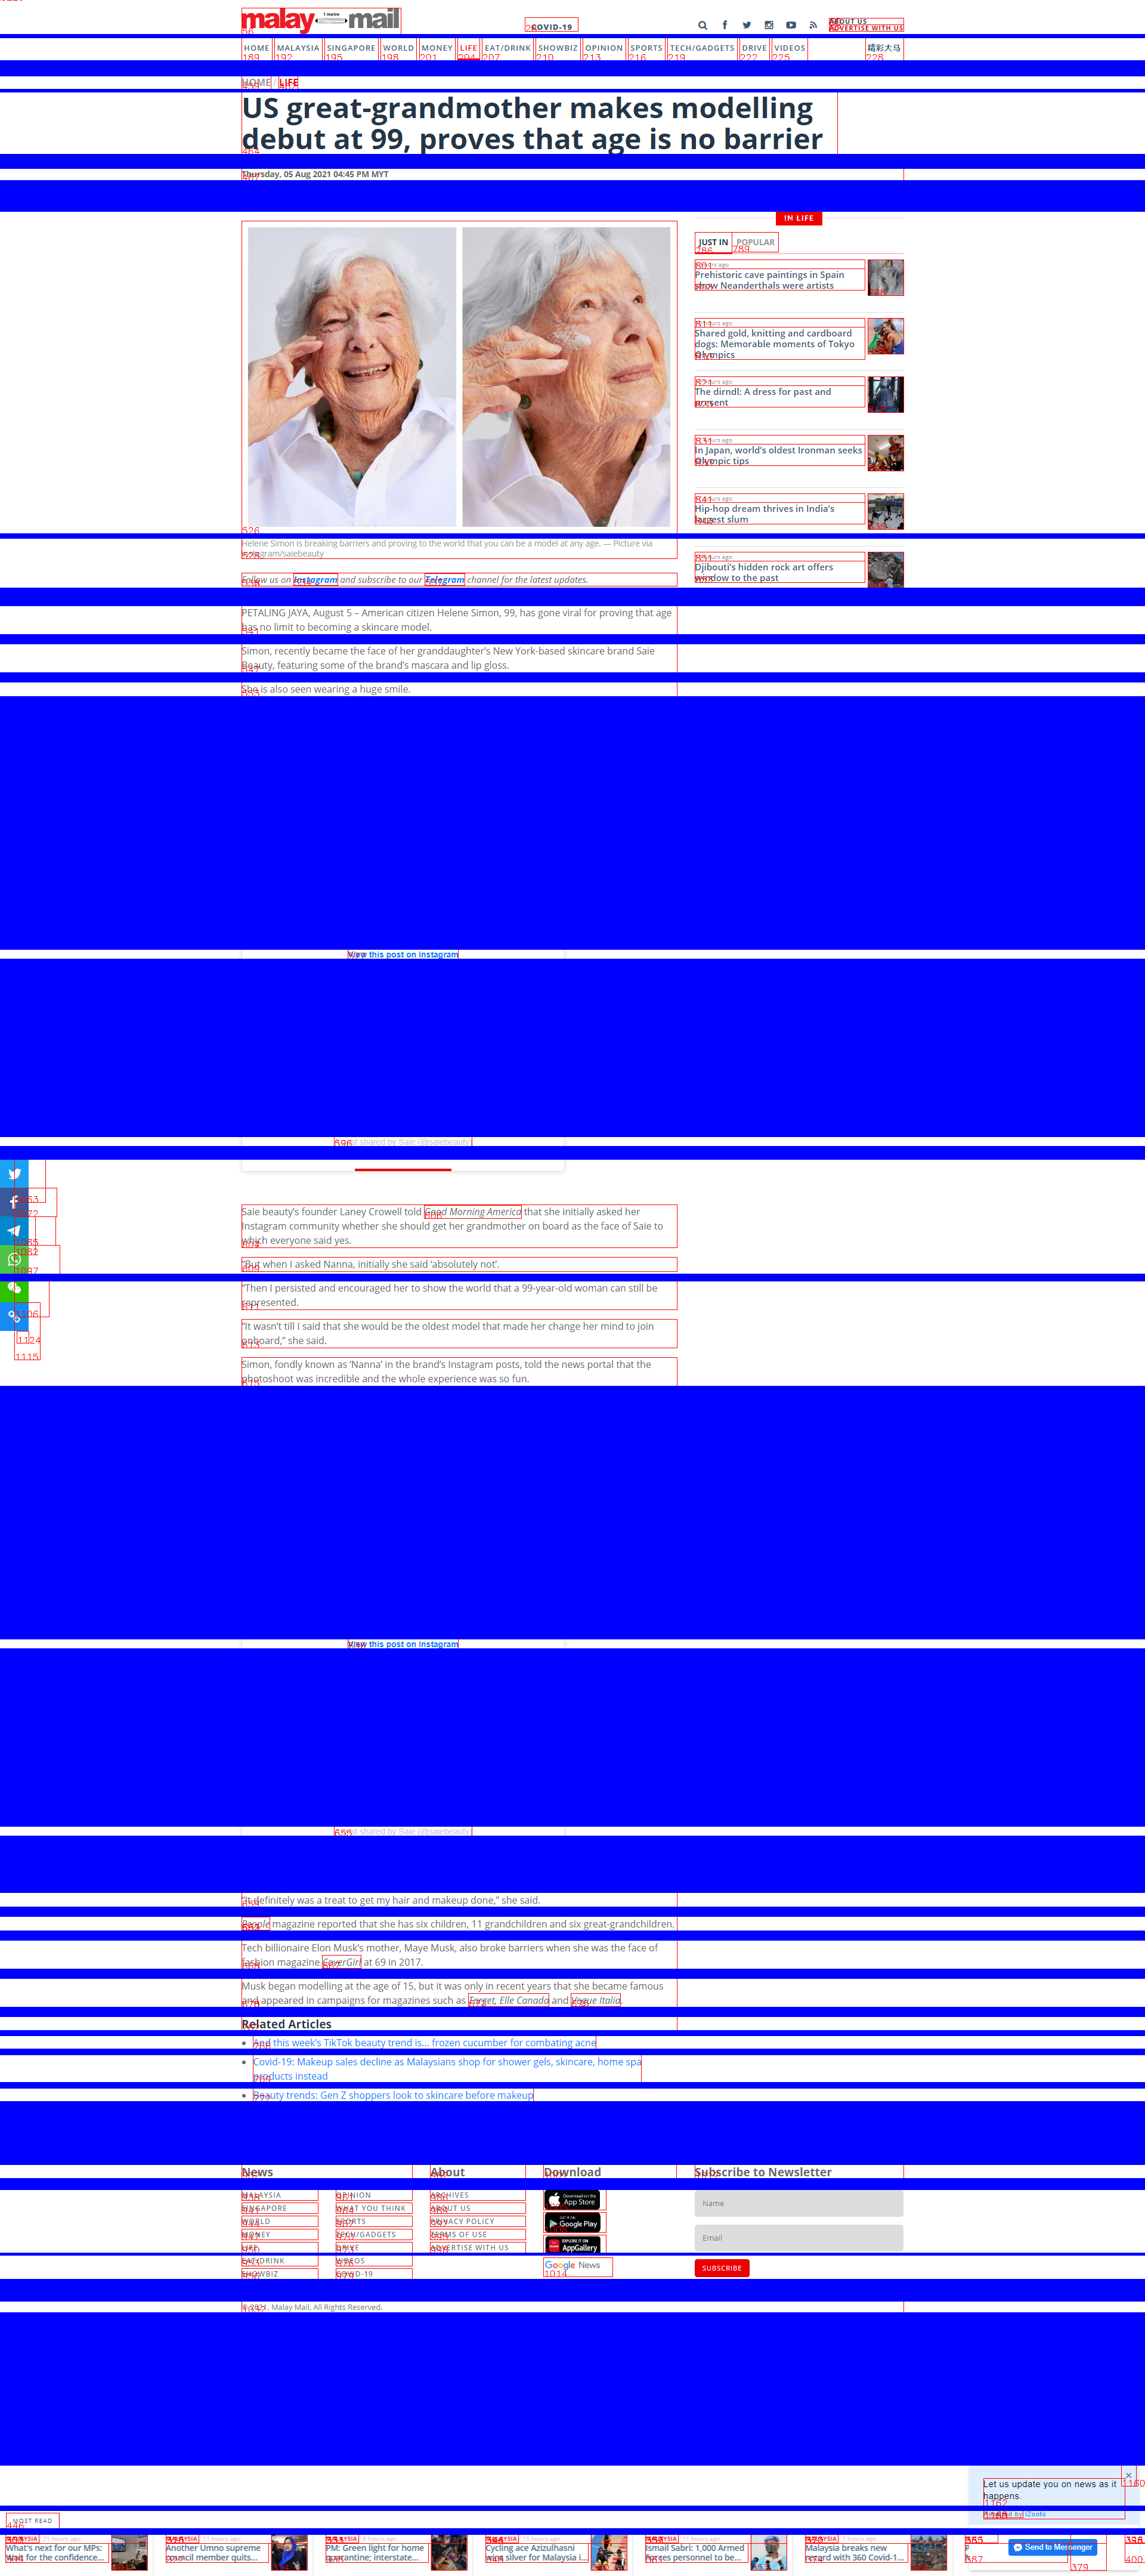 malay mail
1 metre
COVID-19
ABOUT US
ADVERTISE WITH US
HOME MALAYSIA SINGAPORE WORLD MONEY LIFE EAT/DRINK SHOWBIZ OPINION SPORTS TECH/GADGETS DRIVE VIDEOS 精彩大马
HOME / LIFE
US great-grandmother makes modelling
debut at 99, proves that age is no barrier
Thursday, 05 Aug 2021 04:45 PM MYT
IN LIFE
JUST IN POPULAR
Prehistoric cave paintings in Spain
show Neanderthals were artists
Shared gold, knitting and cardboard
dogs: Memorable moments of Tokyo
Olympics
The dirndl: A dress for past and
present
In Japan, world's oldest Ironman seeks
Olympic tips
Hip-hop dream thrives in India's
largest slum
Djibouti's hidden rock art offers
window to the past
Helene Simon is breaking barriers and proving to the world that you can be a model at any age. — Picture via
Instagram/saiebeauty
Follow us on Instagram and subscribe to our Telegram channel for the latest updates.
PETALING JAYA, August 5 – American citizen Helene Simon, 99, has gone viral for proving that age
has no limit to becoming a skincare model.
Simon, recently became the face of her granddaughter's New York-based skincare brand Saie
Beauty, featuring some of the brand's mascara and lip gloss.
She is also seen wearing a huge smile.
View this post on Instagram
A post shared by Saie (@saiebeauty)
Saie beauty's founder Laney Crowell told Good Morning America that she initially asked her
Instagram community whether she should get her grandmother on board as the face of Saie to
which everyone said yes.
"But when I asked Nanna, initially she said 'absolutely not'.
"Then I persisted and encouraged her to show the world that a 99-year-old woman can still be
represented.
"It wasn't till I said that she would be the oldest model that made her change her mind to join
onboard," she said.
Simon, fondly known as 'Nanna' in the brand's Instagram posts, told the news portal that the
photoshoot was incredible and the whole experience was so fun.
View this post on Instagram
A post shared by Saie (@saiebeauty)
"It definitely was a treat to get my hair and makeup done," she said.
People magazine reported that she has six children, 11 grandchildren and six great-grandchildren.
Tech billionaire Elon Musk's mother, Maye Musk, also broke barriers when she was the face of
fashion magazine CoverGirl at 69 in 2017.
Musk began modelling at the age of 15, but it was only in recent years that she became famous
and appeared in campaigns for magazines such as Target, Elle Canada and Vogue Italia.
Related Articles
And this week's TikTok beauty trend is... frozen cucumber for combating acne
Covid-19: Makeup sales decline as Malaysians shop for shower gels, skincare, home spa
products instead
Beauty trends: Gen Z shoppers look to skincare before makeup
News About Download Subscribe to Newsletter
MALAYSIA OPINION ARCHIVES Download on the App Store Name
SINGAPORE WHAT YOU THINK ABOUT US
WORLD SPORTS PRIVACY POLICY GET IT ON Google Play
MONEY TECH/GADGETS TERMS OF USE Email
LIFE DRIVE ADVERTISE WITH US EXPLORE IT ON AppGallery
EAT/DRINK VIDEOS Google News SUBSCRIBE
SHOWBIZ COVID-19
© 2021, Malay Mail, All Rights Reserved.
Let us update you on news as it
happens.
Powered by iZooto
MOST READ
Send to Messenger
MALAYSIA 21 hours ago
What's next for our MPs:
Wait for the confidence...
MALAYSIA 11 hours ago
Another Umno supreme
council member quits...
PM: Green light for home
quarantine; interstate...
Cycling ace Azizulhasni
wins silver for Malaysia i...
Ismail Sabri: 1,000 Armed
Forces personnel to be...
Malaysia breaks new
record with 360 Covid-1...